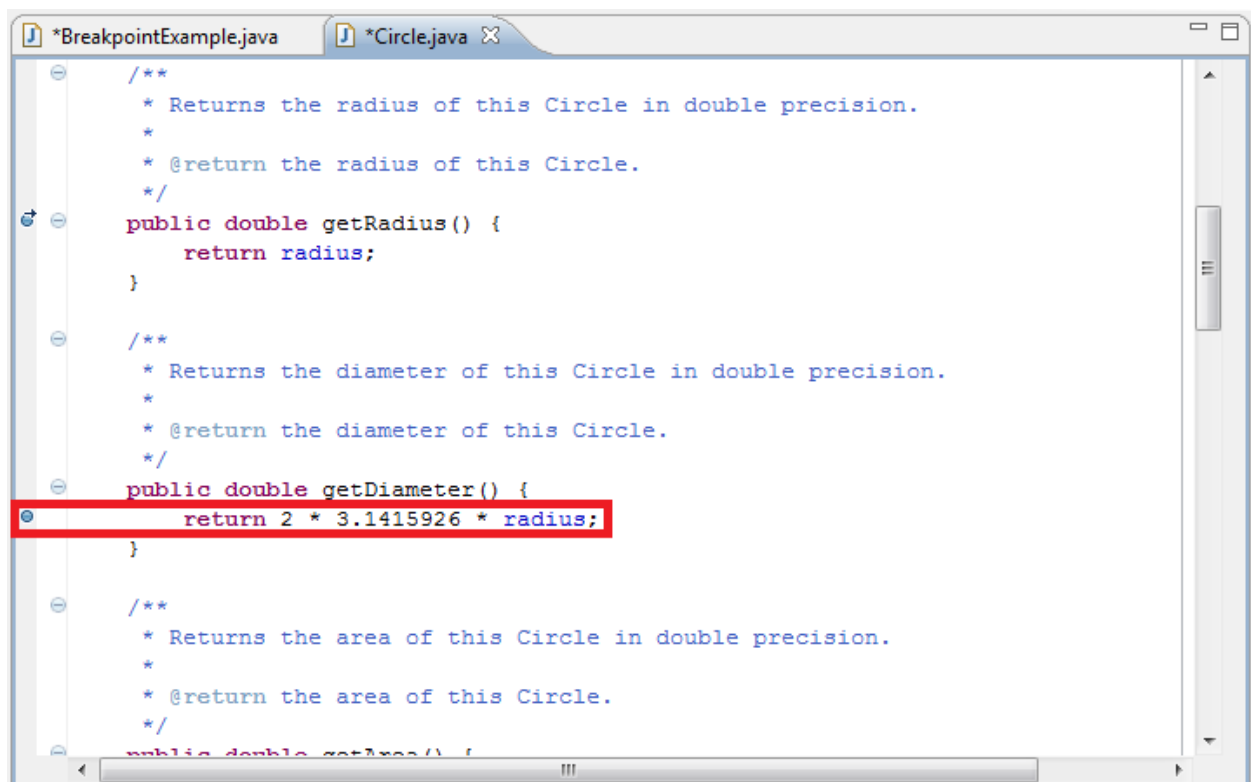 *BreakpointExample.java *Circle.java
/**
* Returns the radius of this Circle in double precision.
*
* @return the radius of this Circle.
*/
public double getRadius() {
return radius;
}
/**
* Returns the diameter of this Circle in double precision.
*
* @return the diameter of this Circle.
*/
public double getDiameter() {
return 2 * 3.1415926 * radius;
}
/**
* Returns the area of this Circle in double precision.
*
* @return the area of this Circle.
*/
public double getArea() {